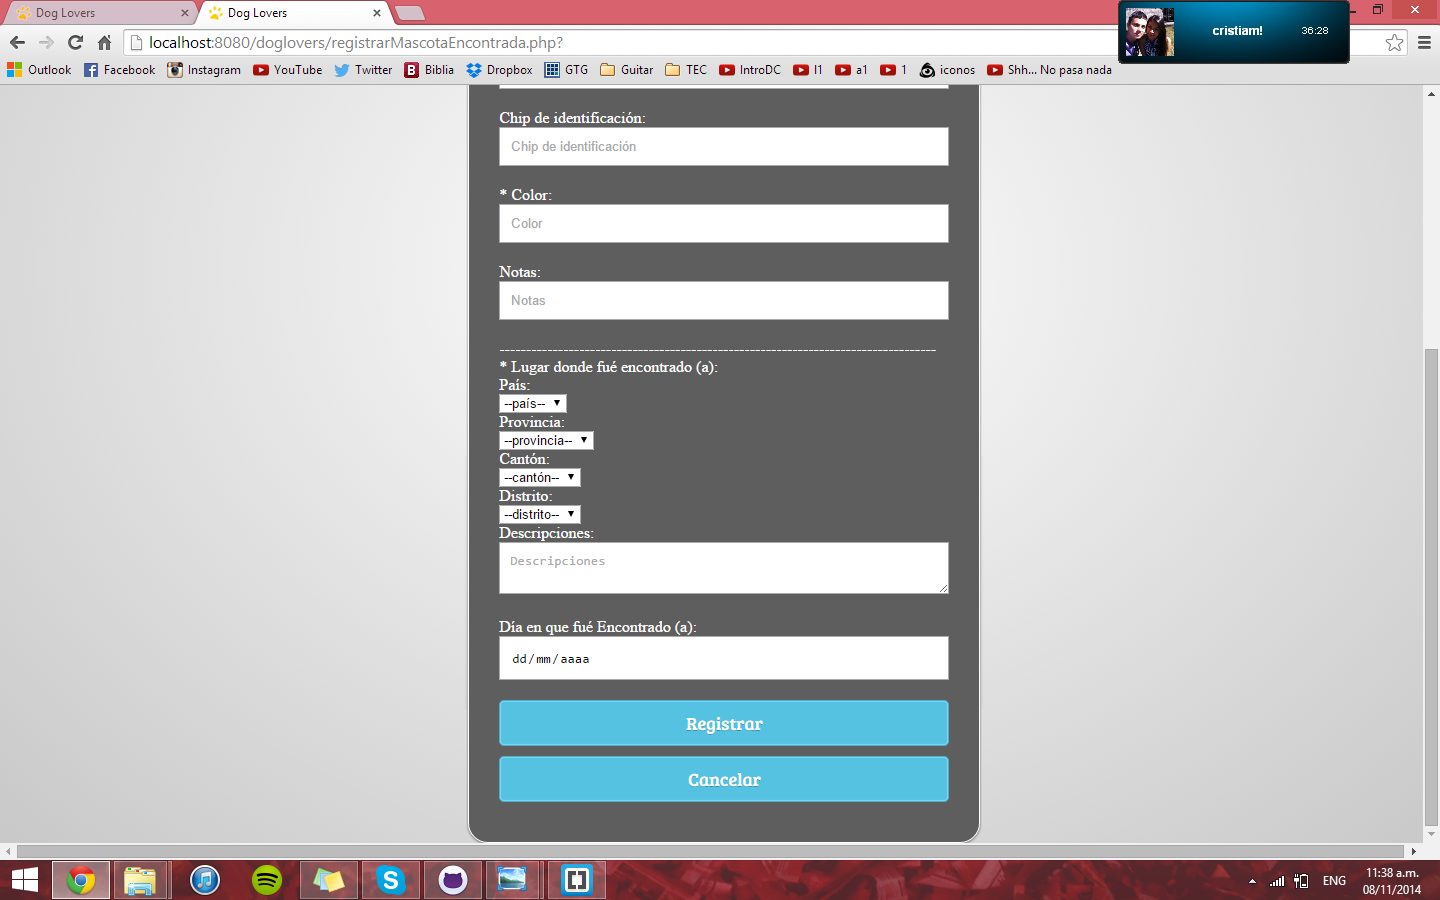 Dog Lovers
Dog Lovers
cristiam!
36:28
localhost:8080/doglovers/registrarMascotaEncontrada.php?
Outlook
Facebook
Instagram
YouTube
Twitter
Biblia
Dropbox
GTG
Guitar
TEC
IntroDC
I1
a1
1
iconos
Shh... No pasa nada
Chip de identificación:
Chip de identificación
* Color:
Color
Notas:
Notas
--------------------------------------------------------------------------------
* Lugar donde fué encontrado (a):
País:
--país--
Provincia:
--provincia--
Cantón:
--cantón--
Distrito:
--distrito--
Descripciones:
Descripciones
Día en que fué Encontrado (a):
dd/mm/aaaa
Registrar
Cancelar
ENG
11:38 a.m.
08/11/2014